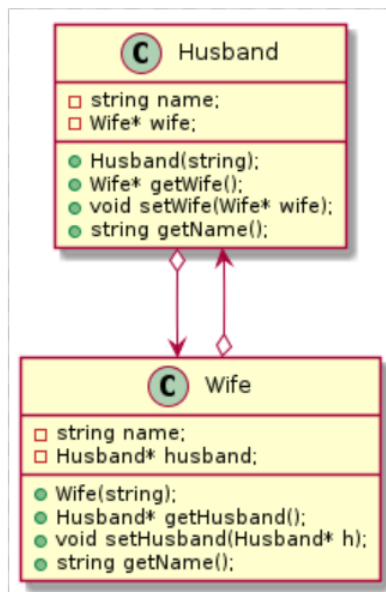 C Husband
string name;
Wife* wife;
Husband(string);
Wife* getWife();
void setWife(Wife* wife);
string getName();
C Wife
string name;
Husband* husband;
Wife(string);
Husband* getHusband();
void setHusband(Husband* h);
string getName();